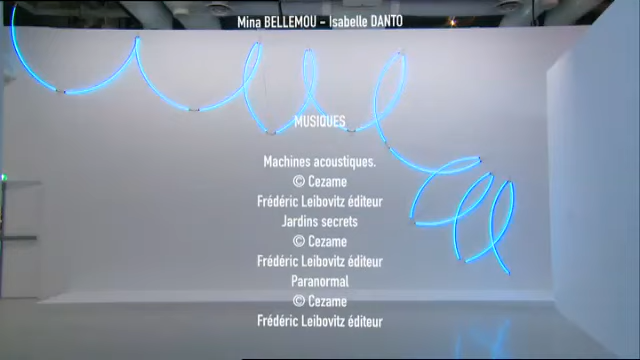 Mina BELLEMOU – Isabelle DANTO
MUSIQUES
Machines acoustiques.
© Cezame
Frédéric Leibovitz éditeur
Jardins secrets
© Cezame
Frédéric Leibovitz éditeur
Paranormal
© Cezame
Frédéric Leibovitz éditeur